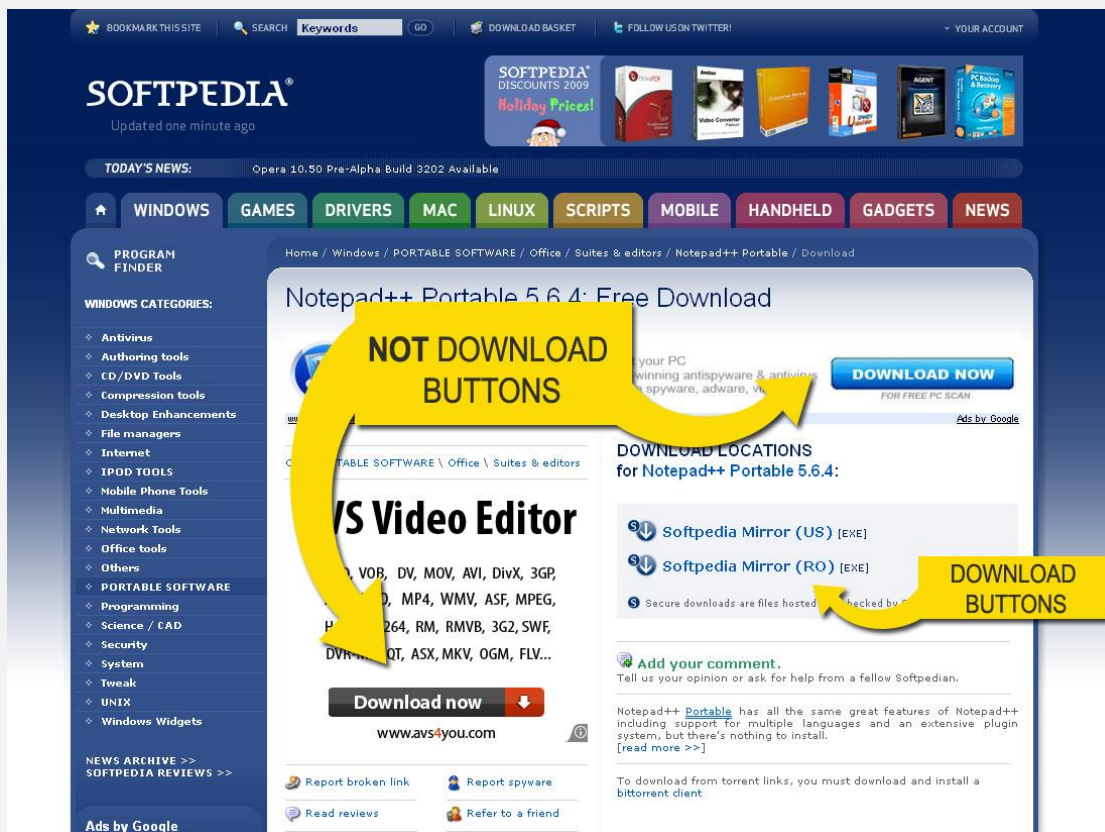 BOOKMARK THIS SITE
SEARCH Keywords GO
DOWNLOAD BASKET
FOLLOW US ON TWITTER!
YOUR ACCOUNT
SOFTPEDIA®
Updated one minute ago
SOFTPEDIA®
DISCOUNTS 2009
Holiday Prices!
TODAY'S NEWS: Opera 10.50 Pre-Alpha Build 3202 Available
WINDOWS GAMES DRIVERS MAC LINUX SCRIPTS MOBILE HANDHELD GADGETS NEWS
PROGRAM
FINDER
WINDOWS CATEGORIES:
Antivirus
Authoring tools
CD/DVD Tools
Compression tools
Desktop Enhancements
File managers
Internet
IPOD TOOLS
Mobile Phone Tools
Multimedia
Network Tools
Office tools
Others
PORTABLE SOFTWARE
Programming
Science / CAD
Security
System
Tweak
UNIX
Windows Widgets
NEWS ARCHIVE >>
SOFTPEDIA REVIEWS >>
Ads by Google
Home / Windows / PORTABLE SOFTWARE / Office / Suites & editors / Notepad++ Portable / Download
Notepad++ Portable 5.6.4: Free Download
NOT DOWNLOAD
BUTTONS
your PC
winning antispyware & antivirus
spyware, adware,
DOWNLOAD NOW
FOR FREE PC SCAN
Ads by Google
SOFTWARE \ Office \ Suites & editors
VS Video Editor
VOB, DV, MOV, AVI, DivX, 3GP,
MP4, WMV, ASF, MPEG,
264, RM, RMVB, 3G2, SWF,
QT, ASX, MKV, OGM, FLV...
Download now
www.avs4you.com
Report broken link
Report spyware
Read reviews
Refer to a friend
DOWNLOAD LOCATIONS
for Notepad++ Portable 5.6.4:
Softpedia Mirror (US) [EXE]
Softpedia Mirror (RO) [EXE]
Secure downloads are files hosted checked by
DOWNLOAD
BUTTONS
Add your comment.
Tell us your opinion or ask for help from a fellow Softpedian.
Notepad++ Portable has all the same great features of Notepad++
including support for multiple languages and an extensive plugin
system, but there's nothing to install.
[read more >>]
To download from torrent links, you must download and install a
bittorrent client